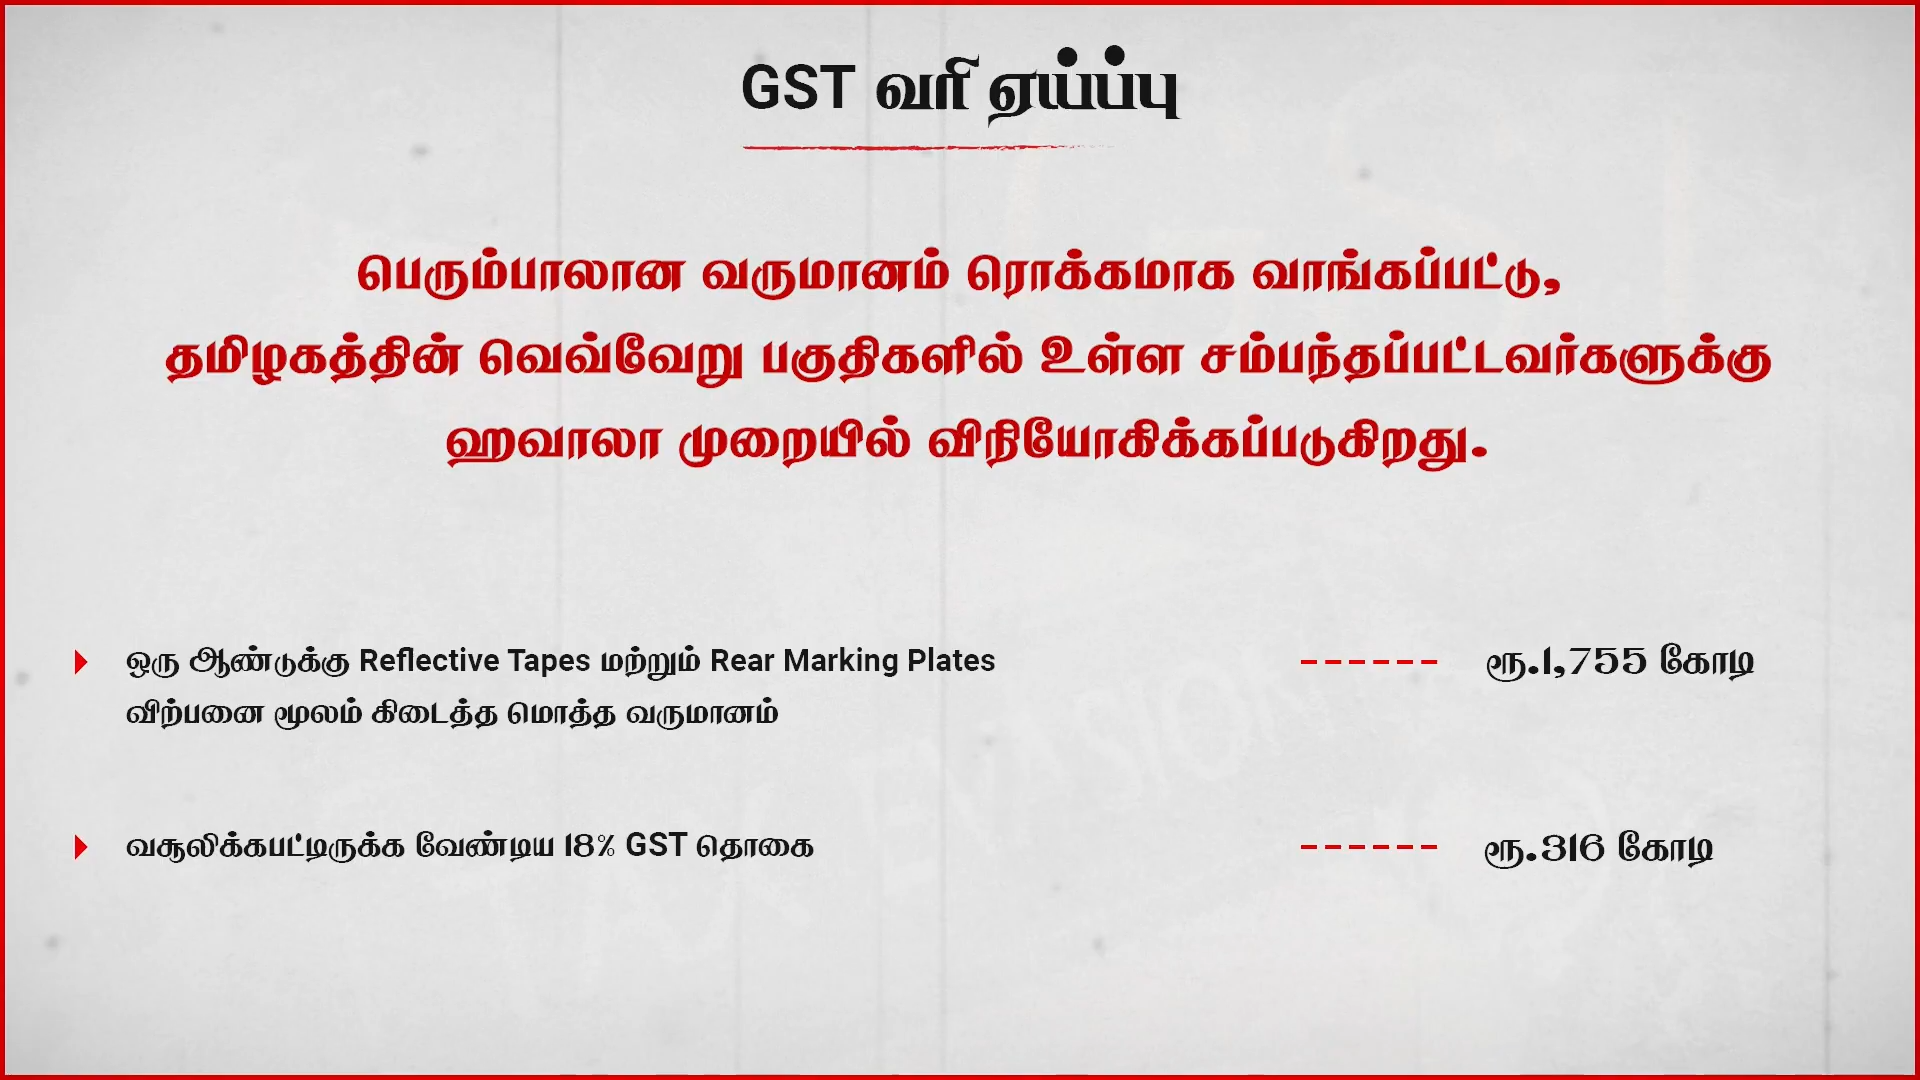 GST வரி ஏய்ப்பு
பெரும்பாலான வருமானம் ரொக்கமாக வாங்கப்பட்டு,
தமிழகத்தின் வெவ்வேறு பகுதிகளில் உள்ள சம்பந்தப்பட்டவர்களுக்கு
ஹவாலா முறையில் விநியோகிக்கப்படுகிறது.
ஒரு ஆண்டுக்கு Reflective Tapes மற்றும் Rear Marking Plates ------ ரூ.1,755 கோடி
விற்பனை மூலம் கிடைத்த மொத்த வருமானம்
வசூலிக்கபட்டிருக்க வேண்டிய 18% GST தொகை ------ ரூ.316 கோடி